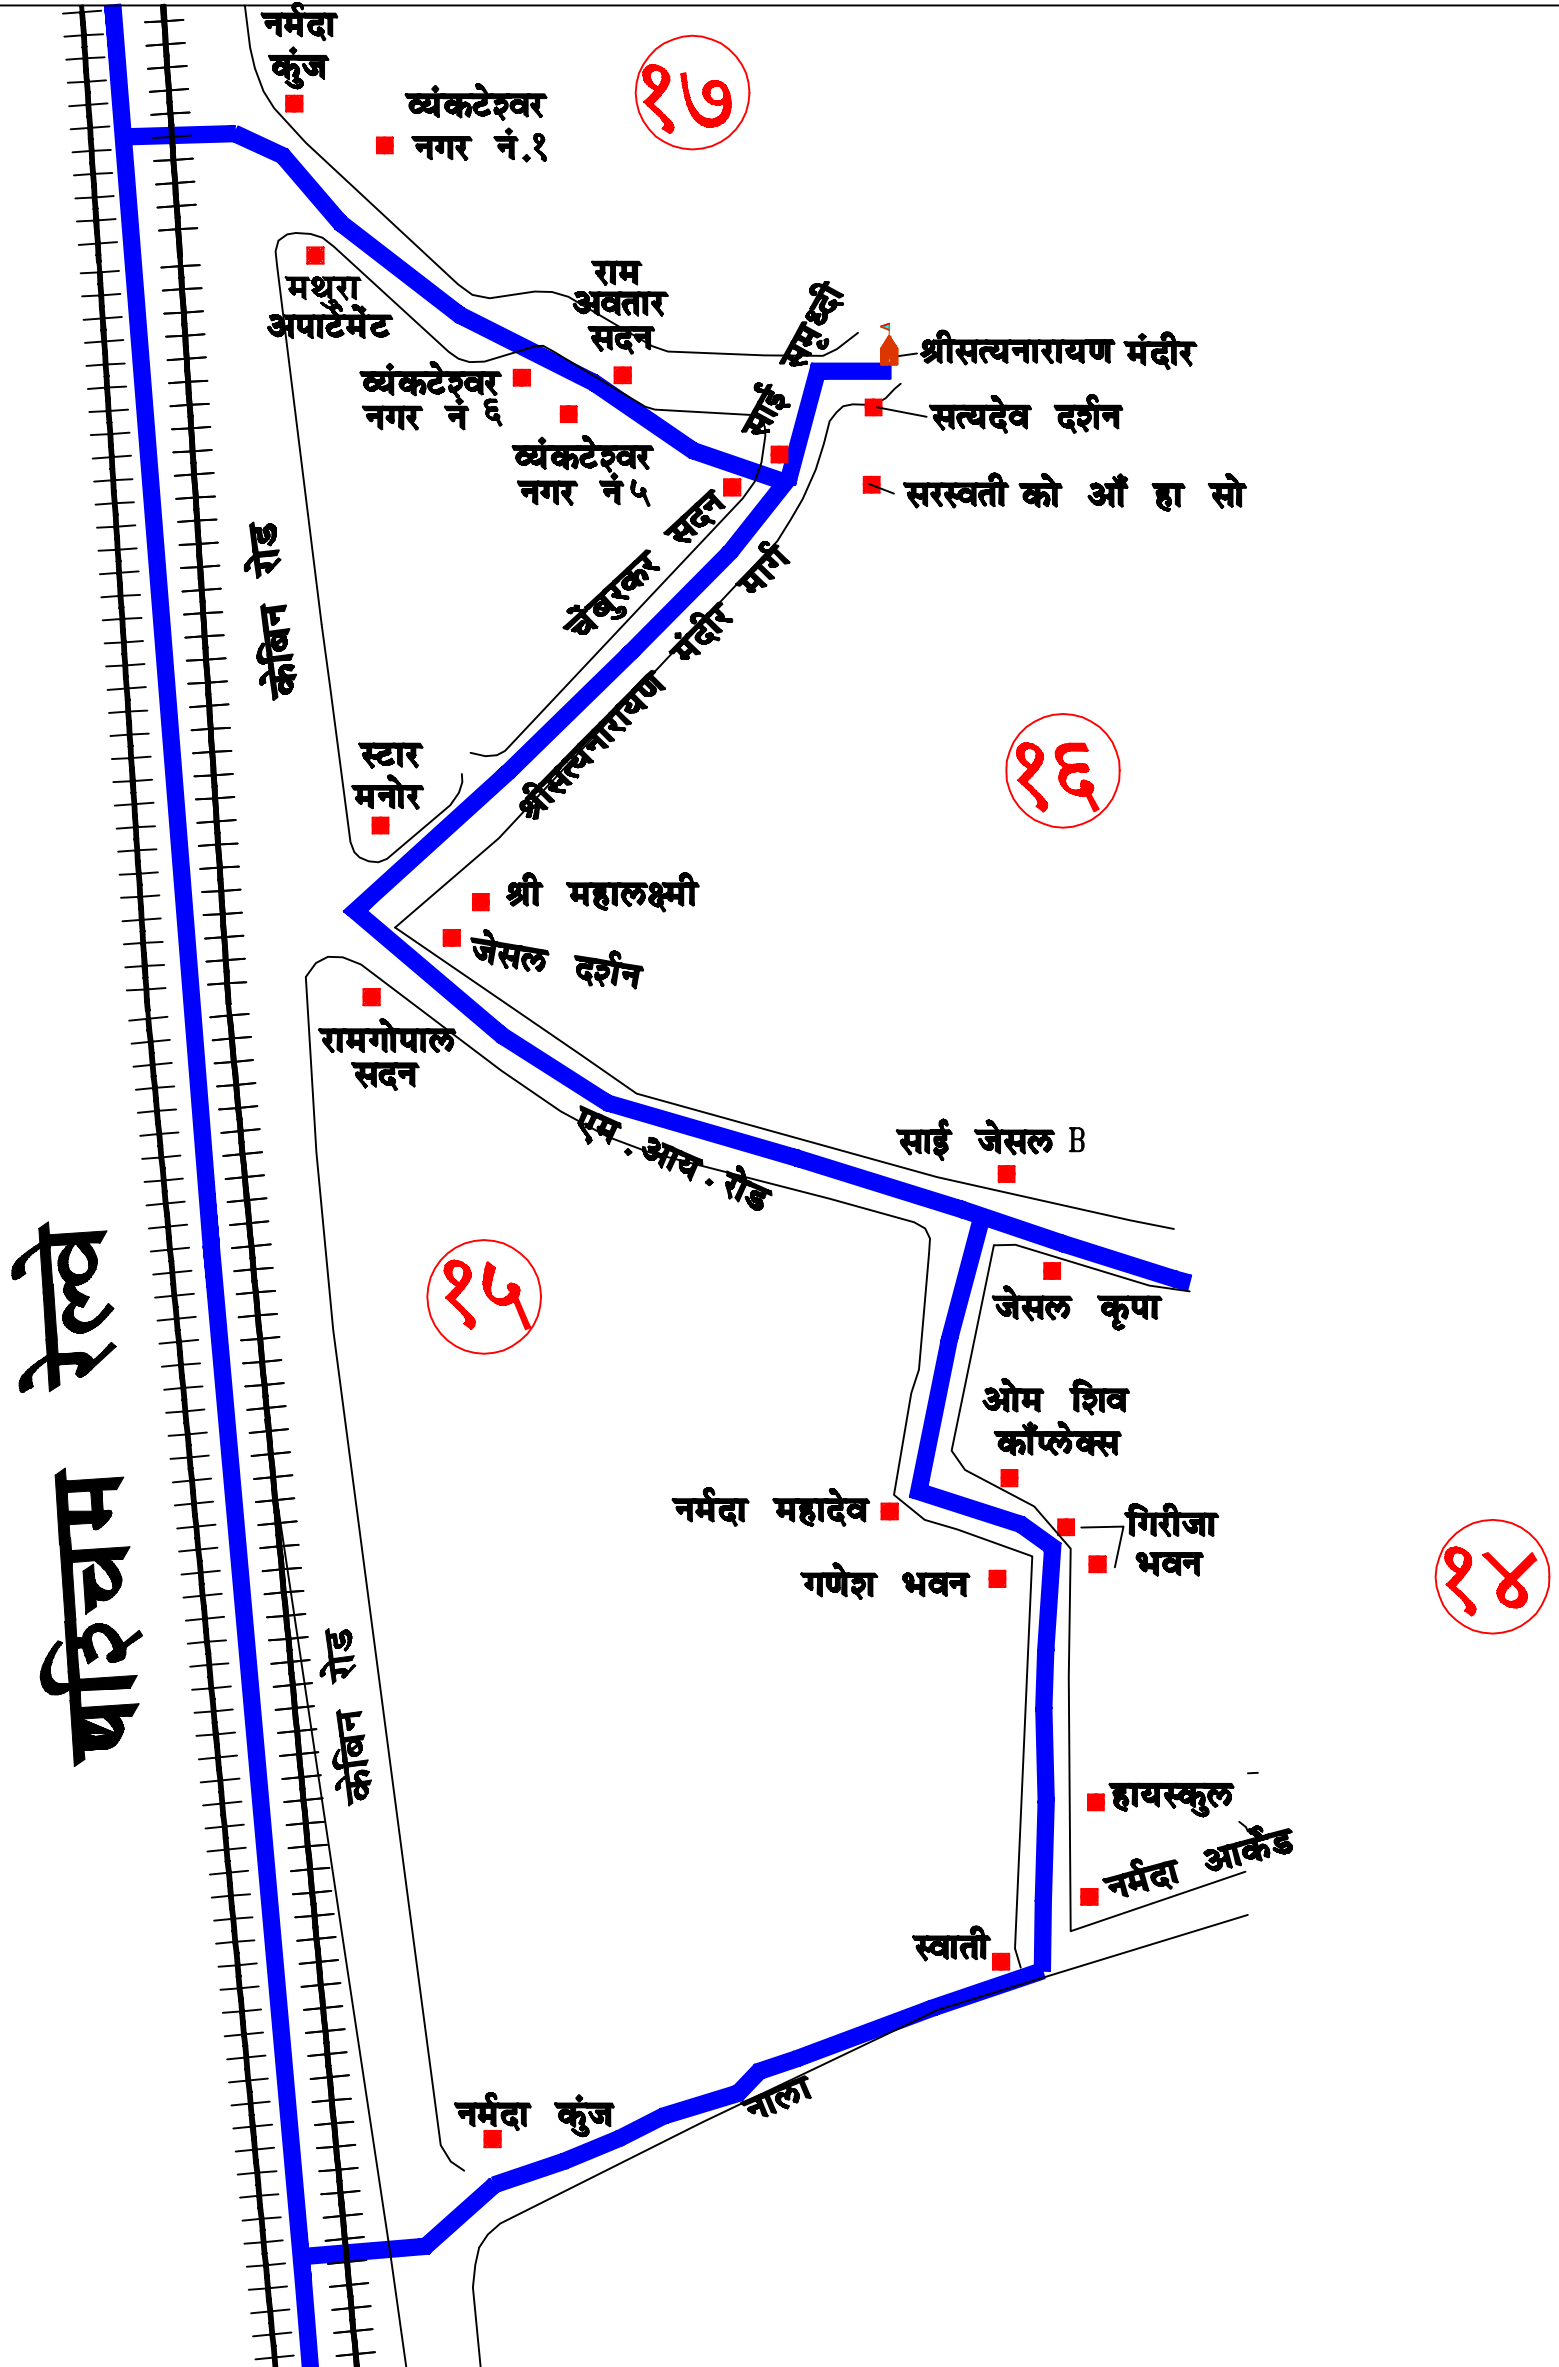 नर्मदा
कुंज
व्यंकटेश्वर
नगर नं.१
१७
मथुरा
अपार्टमेंट
राम
अवतार
सदन
साई समृध्दी
श्रीसत्यनारायण मंदीर
व्यंकटेश्वर
नगर नं ६
सत्यदेव दर्शन
व्यंकटेश्वर
नगर नं ५
सरस्वती को ऑ हा सो
चेंबुरकर सदन
केबिन रोड
श्रीसत्यनारायण मंदीर मार्ग
स्टार
मनोर
१६
श्री महालक्ष्मी
जेसल दर्शन
रामगोपाल
सदन
एम.आय.रोड
साई जेसल B
१५
जेसल कृपा
पश्चिम रेल्वे
ओम शिव
कॉंप्लेक्स
नर्मदा महादेव
गिरीजा
भवन
गणेश भवन
१४
केबिन रोड
हायस्कुल
नर्मदा आर्केड
स्वाती
नाला
नर्मदा कुंज